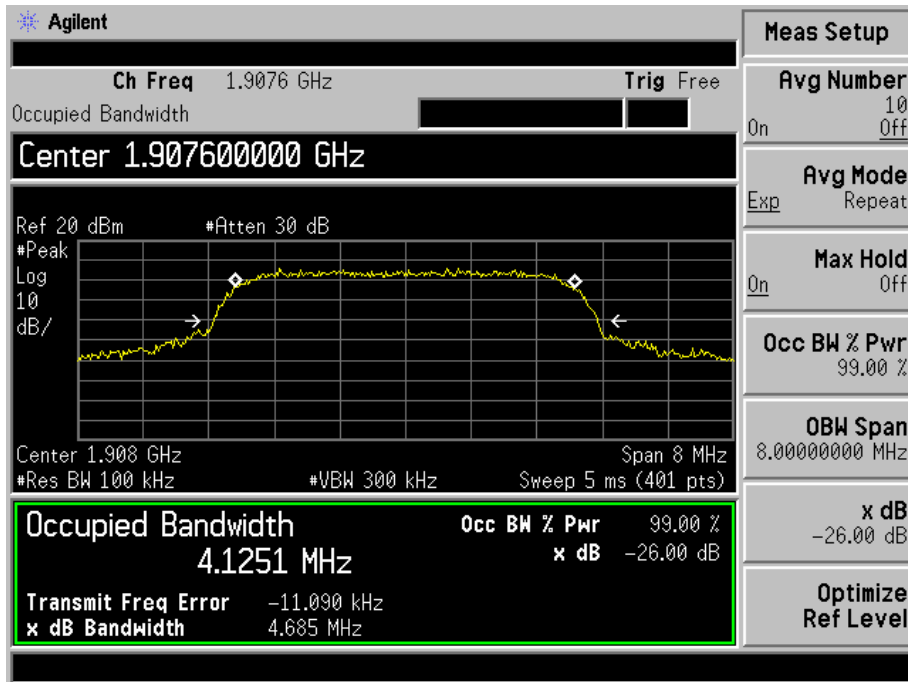 Agilent
Ch Freq 1.9076 GHz Trig Free
Occupied Bandwidth
Center 1.907600000 GHz
Ref 20 dBm #Atten 30 dB
#Peak
Log
10
dB/
Center 1.908 GHz Span 8 MHz
#Res BW 100 kHz #VBW 300 kHz Sweep 5 ms (401 pts)
Occupied Bandwidth
4.1251 MHz
Occ BW % Pwr 99.00 %
x dB -26.00 dB
Transmit Freq Error -11.090 kHz
x dB Bandwidth 4.685 MHz
Meas Setup
Avg Number
10
On Off
Avg Mode
Exp Repeat
Max Hold
On Off
Occ BW % Pwr
99.00 %
OBW Span
8.00000000 MHz
x dB
-26.00 dB
Optimize
Ref Level